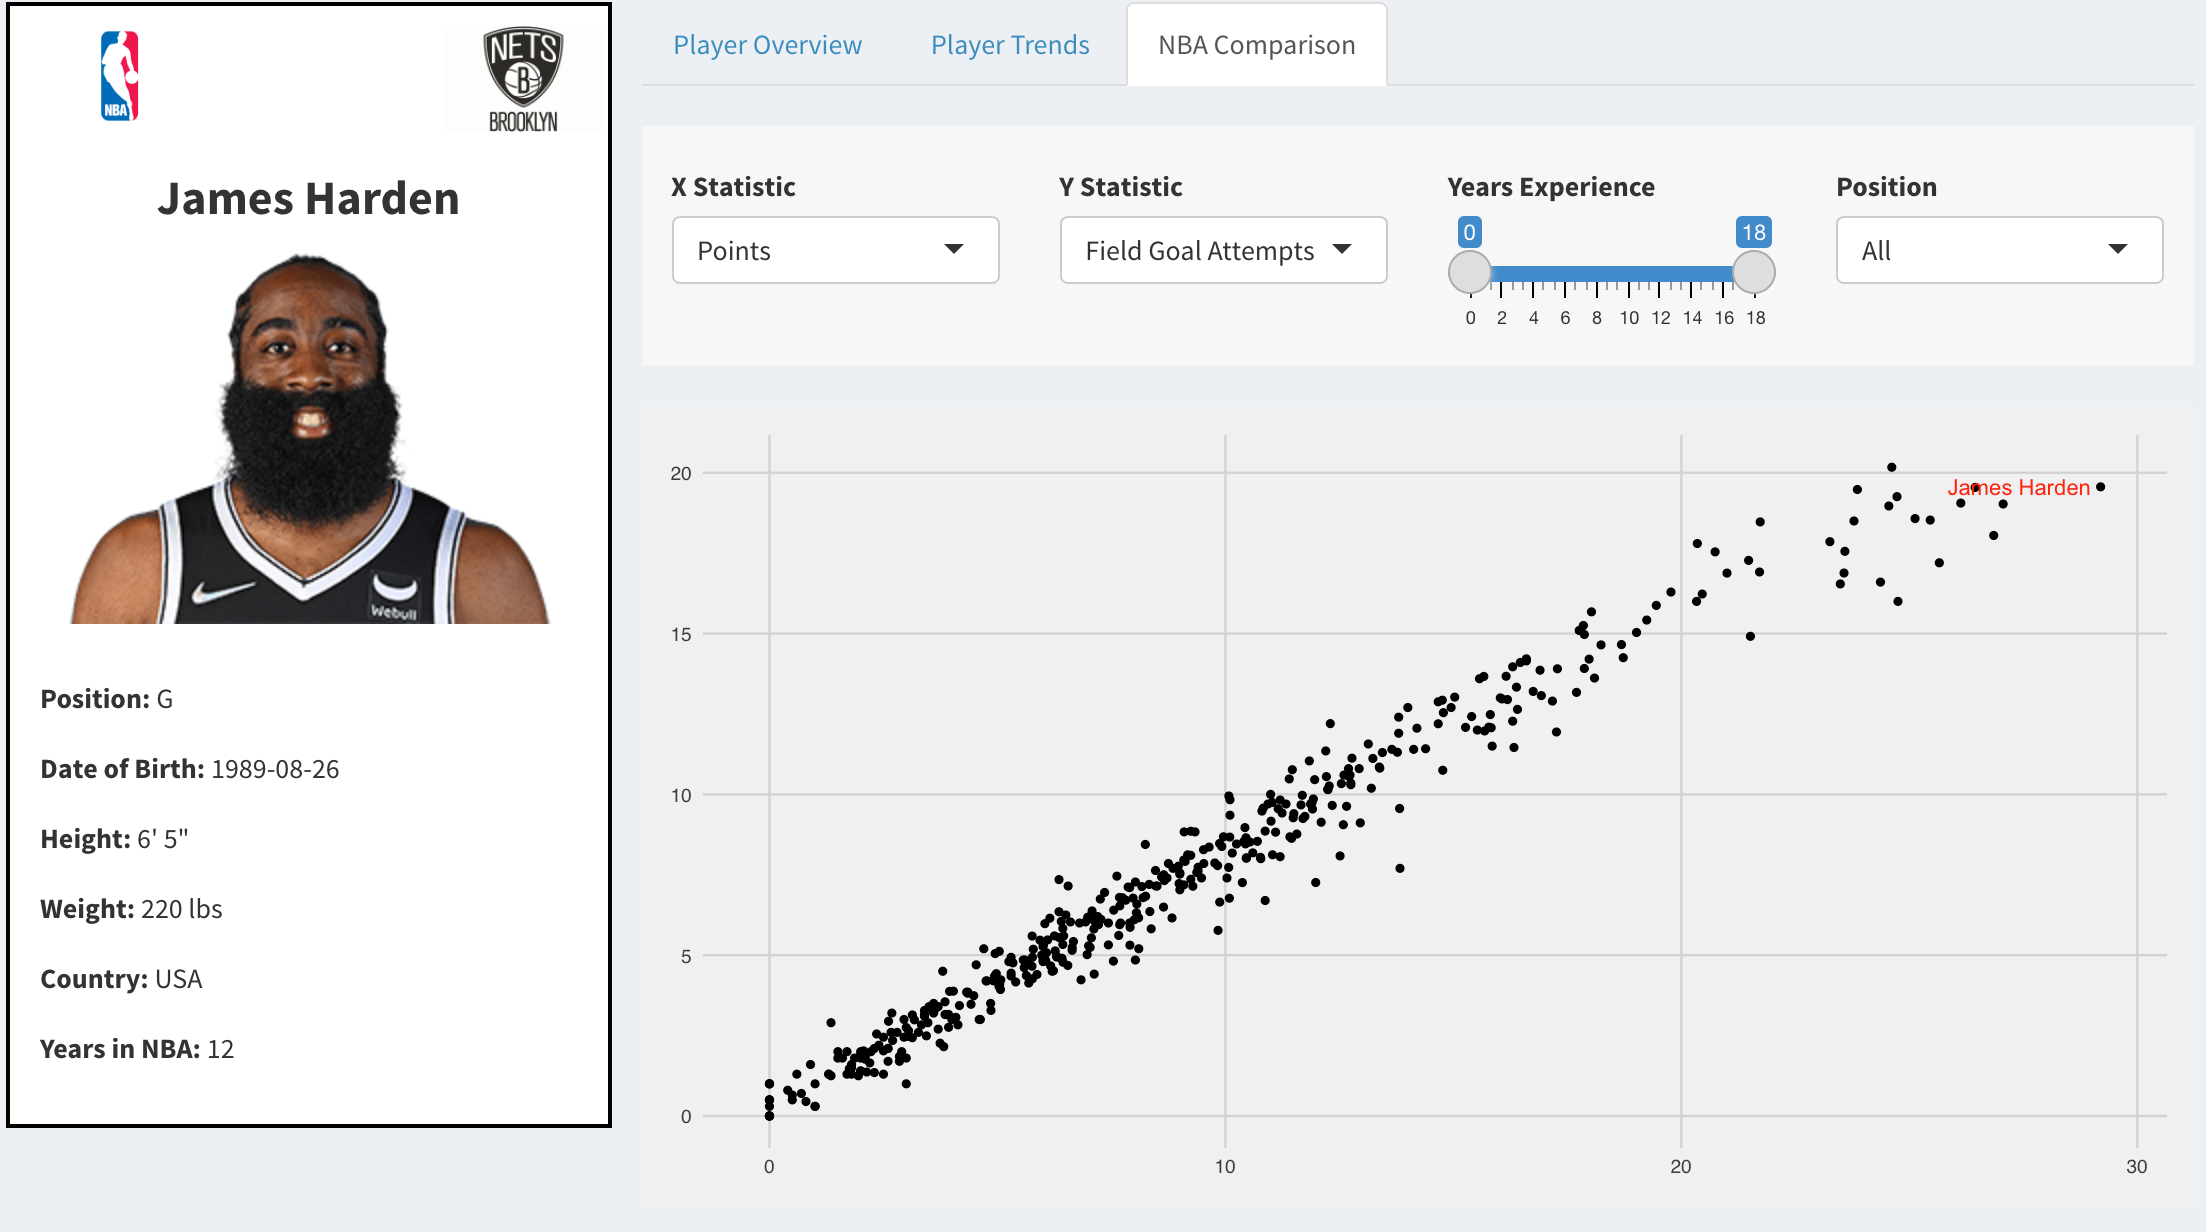 NBA
NETS
B
BROOKLYN
James Harden
Webull
Position: G
Date of Birth: 1989-08-26
Height: 6' 5"
Weight: 220 lbs
Country: USA
Years in NBA: 12
Player Overview
Player Trends
NBA Comparison
X Statistic
Points
Y Statistic
Field Goal Attempts
Years Experience
0
18
0 2 4 6 8 10 12 14 16 18
Position
All
20
15
10
5
0
James Harden
0 10 20 30